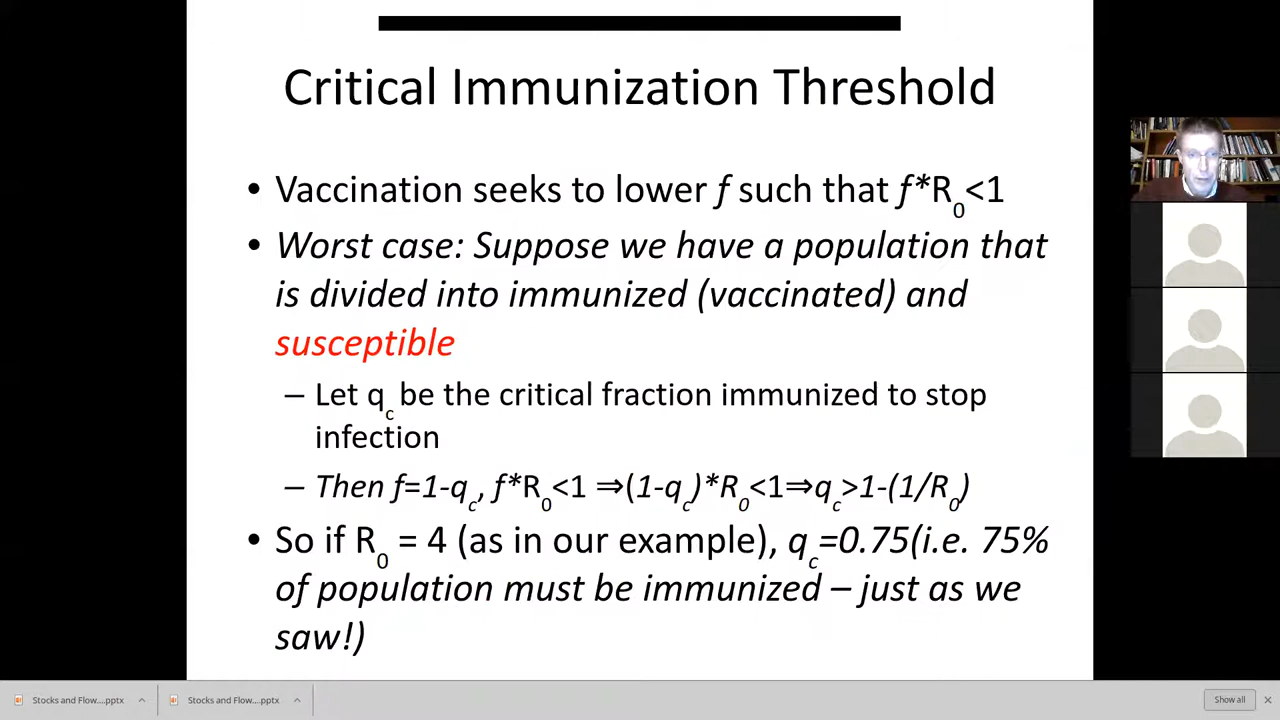 Critical Immunization Threshold
• Vaccination seeks to lower f such that f*R0<1
• Worst case: Suppose we have a population that
is divided into immunized (vaccinated) and
susceptible
– Let qc be the critical fraction immunized to stop
infection
– Then f=1-qc, f*R0<1 ⇒(1-qc)*R0<1⇒qc>1-(1/R0)
• So if R0 = 4 (as in our example), qc=0.75(i.e. 75%
of population must be immunized – just as we
saw!)
Stocks and Flow....pptx
Stocks and Flow....pptx
Show all